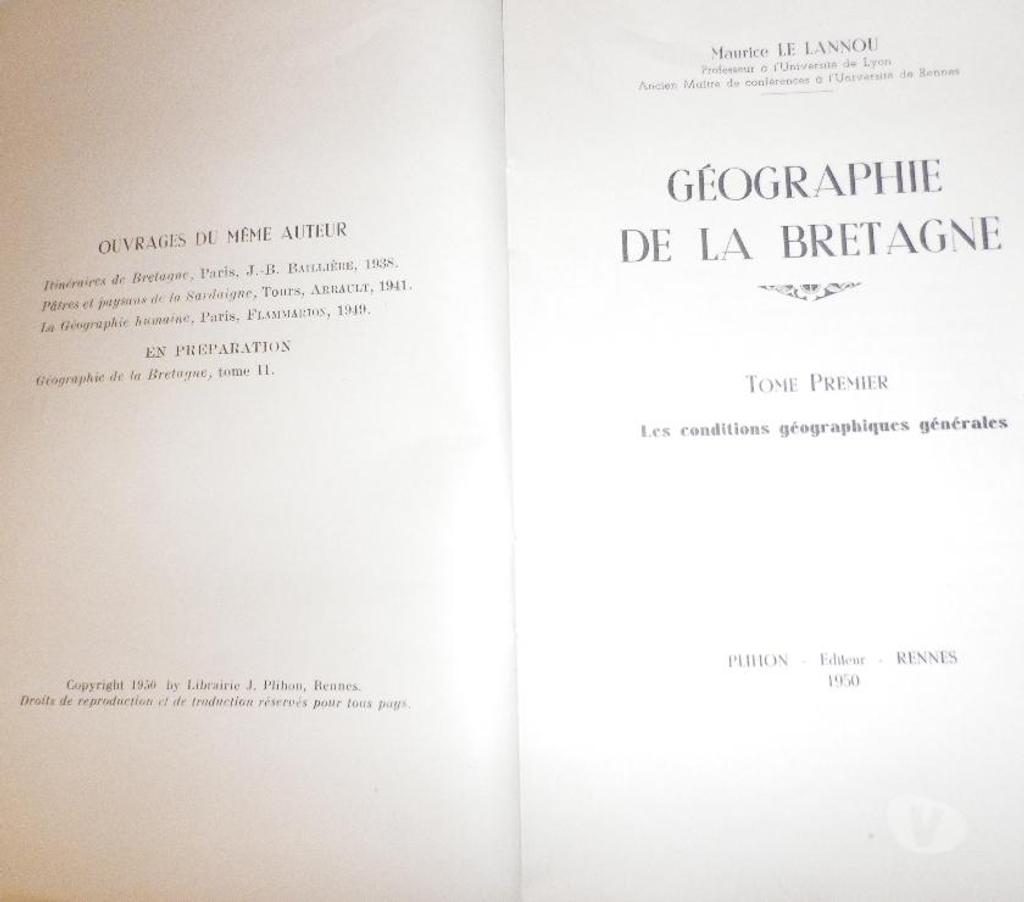 OUVRAGES DU MÊME AUTEUR
Itinéraires de Bretagne, Paris, J.-B. BAILLIÈRE, 1938.
Pâtres et paysans de la Sardaigne, Tours, ARRAULT, 1941.
La Géographie humaine, Paris, FLAMMARION, 1949.
EN PREPARATION
Géographie de la Bretagne, tome II.
Copyright 1950 by Librairie J. Plihon, Rennes.
Droits de reproduction et de traduction réservés pour tous pays.
Maurice LE LANNOU
Professeur à l'Université de Lyon
Ancien Maître de conférences à l'Université de Rennes
GÉOGRAPHIE
DE LA BRETAGNE
TOME PREMIER
Les conditions géographiques générales
PLIHON - Editeur - RENNES
1950
V